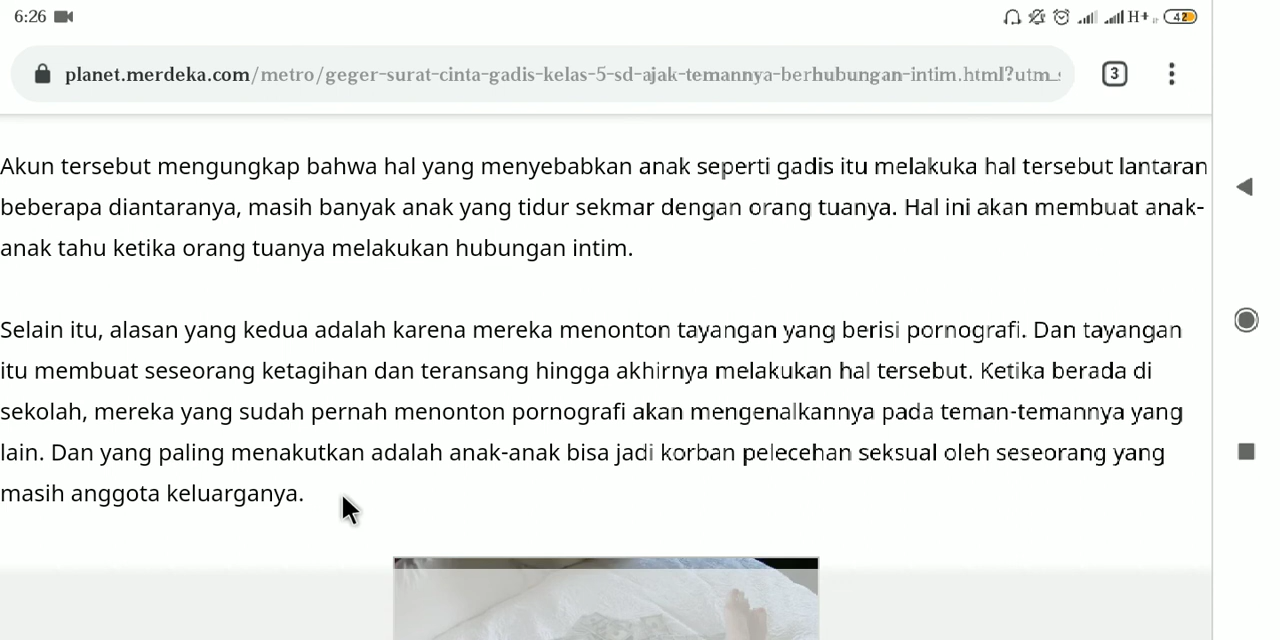 6:26 H+ 42
planet.merdeka.com/metro/geger-surat-cinta-gadis-kelas-5-sd-ajak-temannya-berhubungan-intim.html?utm_s 3
Akun tersebut mengungkap bahwa hal yang menyebabkan anak seperti gadis itu melakuka hal tersebut lantaran
beberapa diantaranya, masih banyak anak yang tidur sekmar dengan orang tuanya. Hal ini akan membuat anak-
anak tahu ketika orang tuanya melakukan hubungan intim.
Selain itu, alasan yang kedua adalah karena mereka menonton tayangan yang berisi pornografi. Dan tayangan
itu membuat seseorang ketagihan dan teransang hingga akhirnya melakukan hal tersebut. Ketika berada di
sekolah, mereka yang sudah pernah menonton pornografi akan mengenalkannya pada teman-temannya yang
lain. Dan yang paling menakutkan adalah anak-anak bisa jadi korban pelecehan seksual oleh seseorang yang
masih anggota keluarganya.